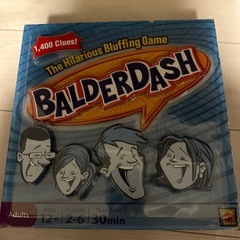 1,400 Clues!
The Hilarious Bluffing Game
BALDERDASH
Adults
12+ 2-6 30min